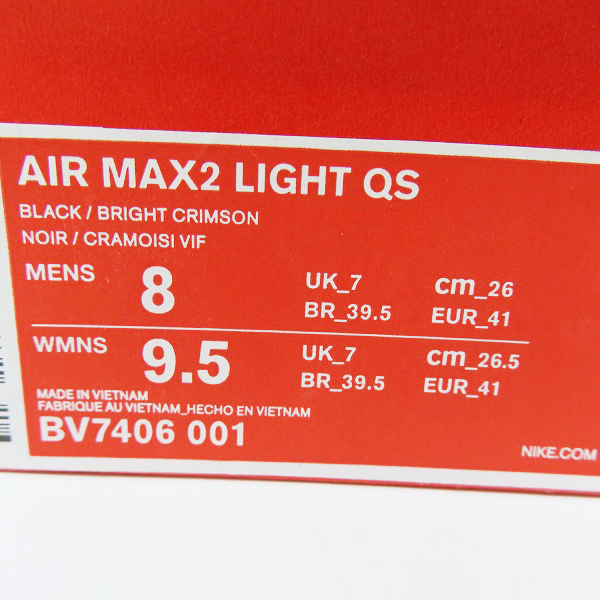 AIR MAX2 LIGHT QS
BLACK / BRIGHT CRIMSON
NOIR / CRAMOISI VIF
MENS 8 UK_7 cm_26
BR_39.5 EUR_41
WMNS 9.5 UK_7 cm_26.5
BR_39.5 EUR_41
MADE IN VIETNAM
FABRIQUE AU VIETNAM_HECHO EN VIETNAM
BV7406 001
NIKE.COM